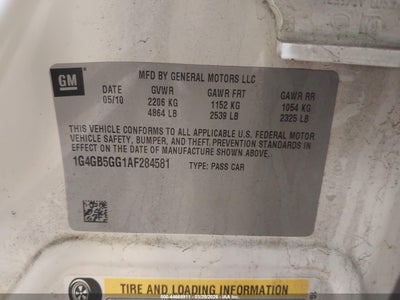 GM
MFD BY GENERAL MOTORS LLC
DATE GVWR GAWR FRT GAWR RR
05/10 2206 KG 1152 KG 1054 KG
4864 LB 2539 LB 2325 LB
THIS VEHICLE CONFORMS TO ALL APPLICABLE U.S. FEDERAL MOTOR
VEHICLE SAFETY, BUMPER, AND THEFT. PREVENTION STANDARDS
IN EFFECT ON THE DATE OF MANUFACTURE SHOWN ABOVE.
1G4GB5GG1AF284581 TYPE: PASS CAR
TIRE AND LOADING INFORMATION